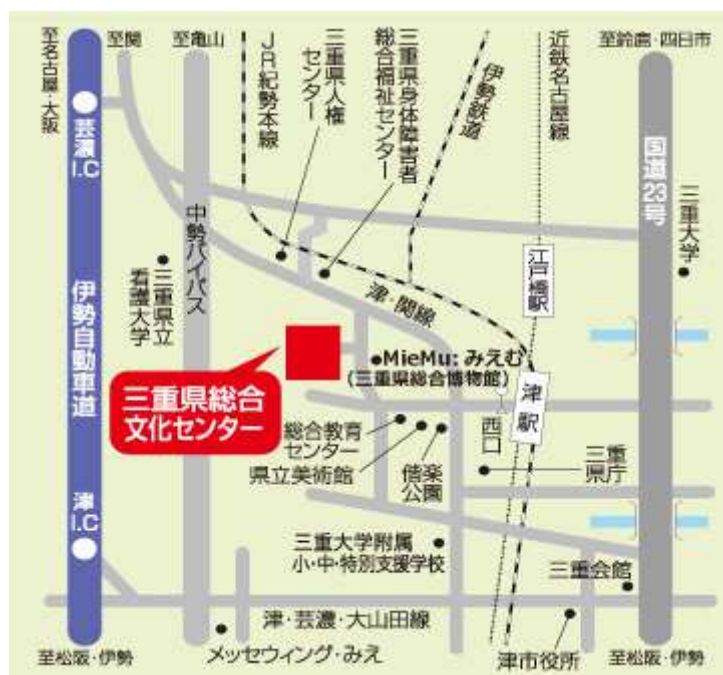 至名古屋・大阪
至関
至亀山
JR紀勢本線
三重県人権
センター
三重県身体障害者
総合福祉センター
伊勢鉄道
近鉄名古屋線
至鈴鹿・四日市
芸濃
I.C
中勢バイパス
国道23号
三重大学
三重県立
看護大学
江戸橋駅
津・関線
伊勢自動車道
MieMu: みえむ
(三重県総合博物館)
三重県総合
文化センター
津駅
西口
総合教育
センター
県立美術館
偕楽
公園
三重
県庁
津
I.C
三重大学附属
小・中・特別支援学校
三重会館
津・芸濃・大山田線
メッセウィング・みえ
津市役所
至松阪・伊勢
至松阪・伊勢